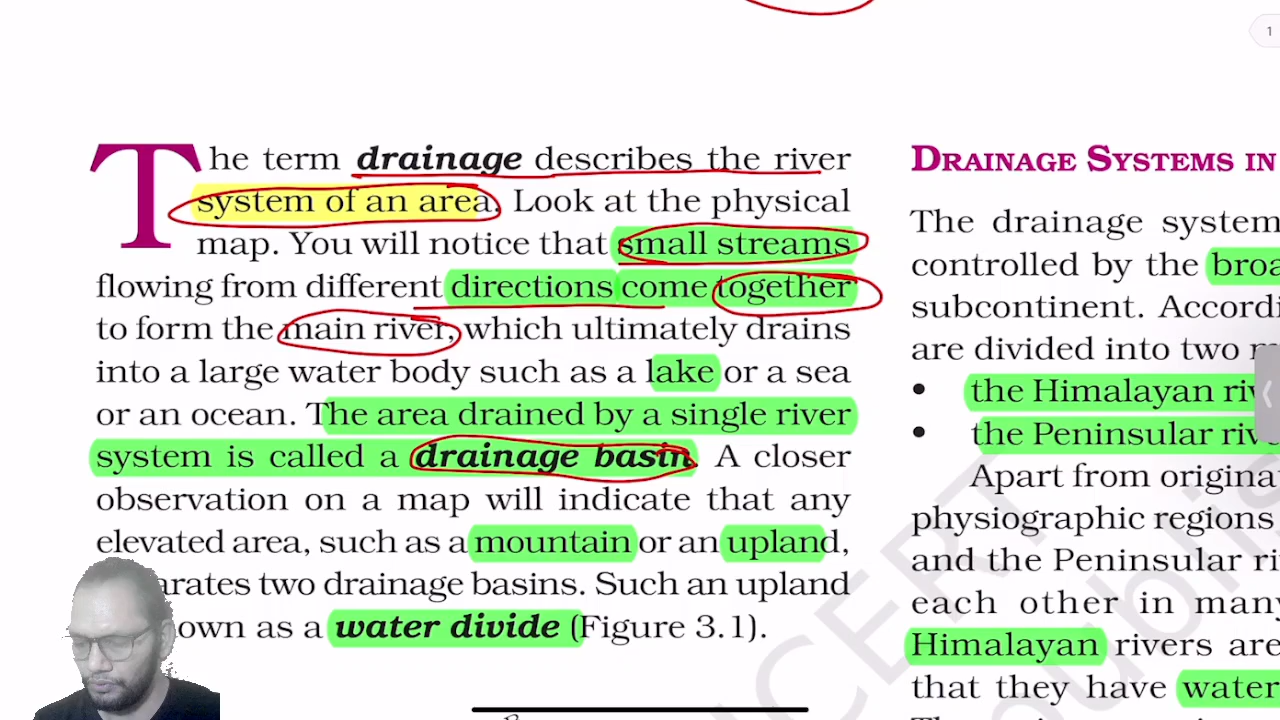 The term drainage describes the river
system of an area. Look at the physical
map. You will notice that small streams
flowing from different directions come together
to form the main river, which ultimately drains
into a large water body such as a lake or a sea
or an ocean. The area drained by a single river
system is called a drainage basin. A closer
observation on a map will indicate that any
elevated area, such as a mountain or an upland,
arates two drainage basins. Such an upland
own as a water divide (Figure 3.1).
1
DRAINAGE SYSTEMS IN
The drainage system
controlled by the broa
subcontinent. Accordi
are divided into two
• the Himalayan riv
• the Peninsular riv
Apart from origina
physiographic regions
and the Peninsular ri
each other in many
Himalayan rivers are
that they have water